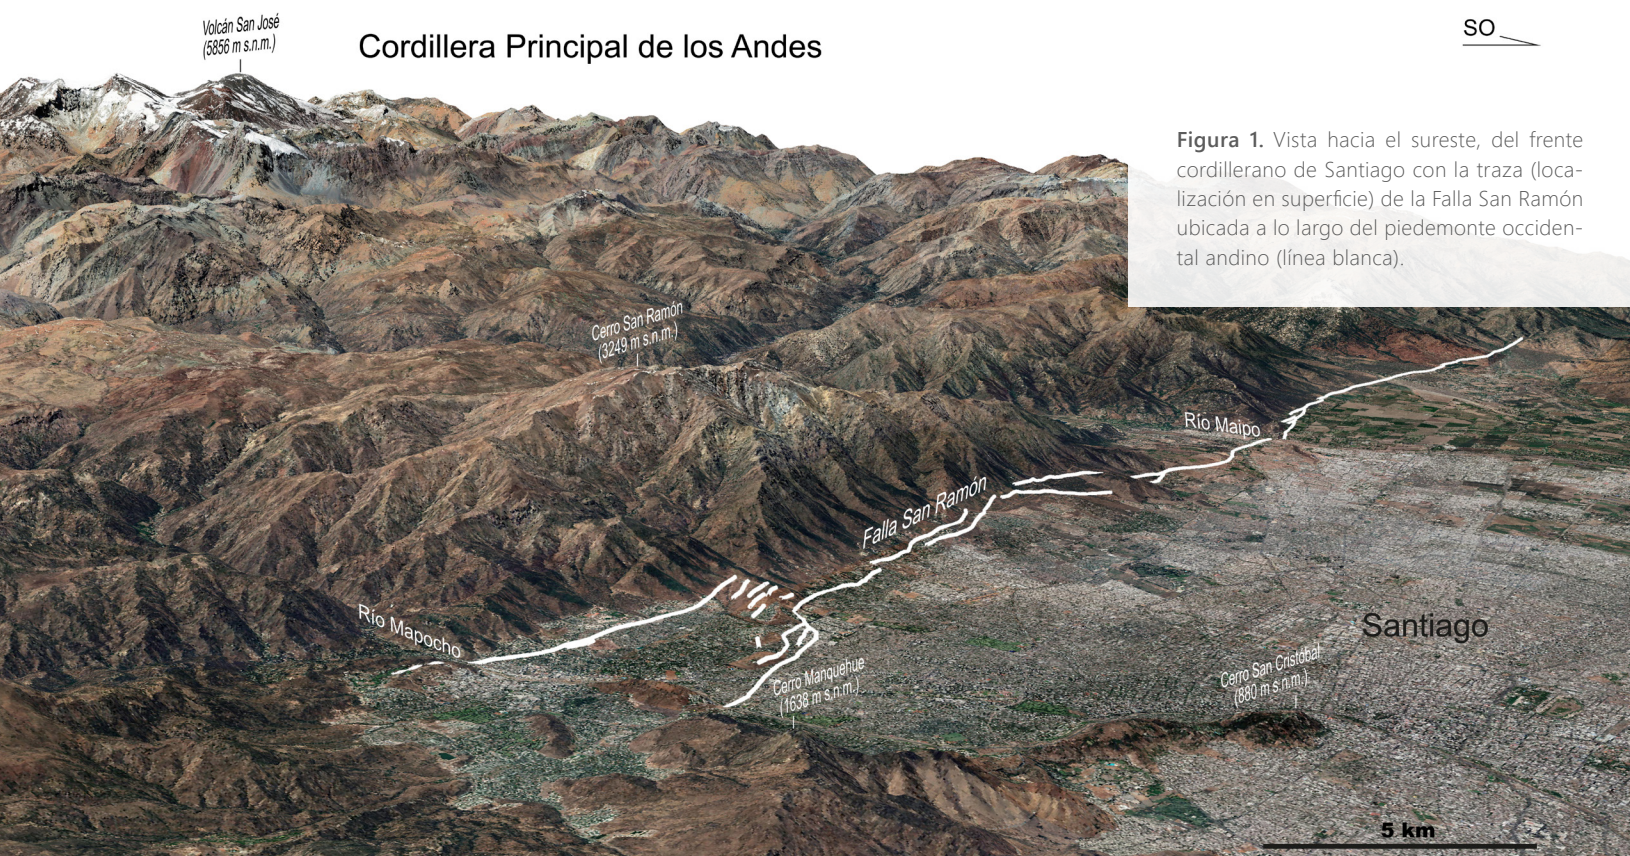 Volcán San José
(5856 m s.n.m.)
Cordillera Principal de los Andes
SO
Figura 1. Vista hacia el sureste, del frente
cordillerano de Santiago con la traza (loca-
lización en superficie) de la Falla San Ramón
ubicada a lo largo del piedemonte occiden-
tal andino (línea blanca).
Cerro San Ramón
(3249 m s.n.m.)
Río Maipo
Falla San Ramón
Río Mapocho
Santiago
Cerro Manquehue
(1638 m s.n.m.)
Cerro San Cristóbal
(880 m s.n.m.)
5 km